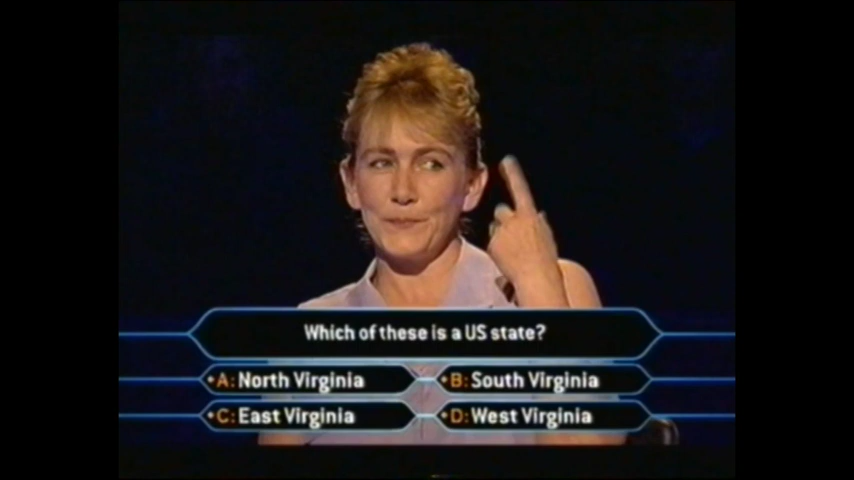 Which of these is a US state?
A: North Virginia
B: South Virginia
C: East Virginia
D: West Virginia